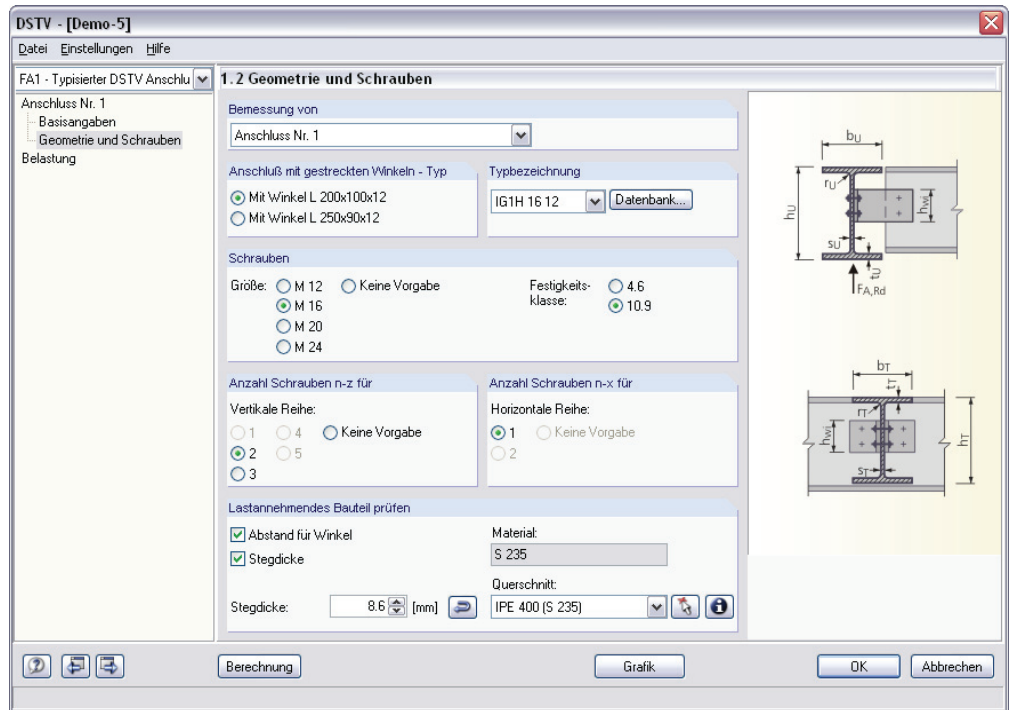 DSTV - [Demo-5]
Datei Einstellungen Hilfe
FA1 - Typisierter DSTV Anschlu
Anschluss Nr. 1
Basisangaben
Geometrie und Schrauben
Belastung
1.2 Geometrie und Schrauben
Bemessung von
Anschluss Nr. 1
Anschluß mit gestreckten Winkeln - Typ
Mit Winkel L 200x100x12
Mit Winkel L 250x90x12
Typbezeichnung
IG1H 16 12 Datenbank...
Schrauben
Größe: M 12 Keine Vorgabe
M 16
M 20
M 24
Festigkeits-
klasse:
4.6
10.9
Anzahl Schrauben n-z für
Vertikale Reihe:
1 4 Keine Vorgabe
2 5
3
Anzahl Schrauben n-x für
Horizontale Reihe:
1 Keine Vorgabe
2
Lastannehmendes Bauteil prüfen
Abstand für Winkel
Stegdicke
Stegdicke: 8.6 [mm]
Material:
S 235
Querschnitt:
IPE 400 (S 235)
bU
rU
hU
hwi
sU
tU
FA,Rd
bT
tT
rT
hwi
hT
sT
Berechnung Grafik OK Abbrechen